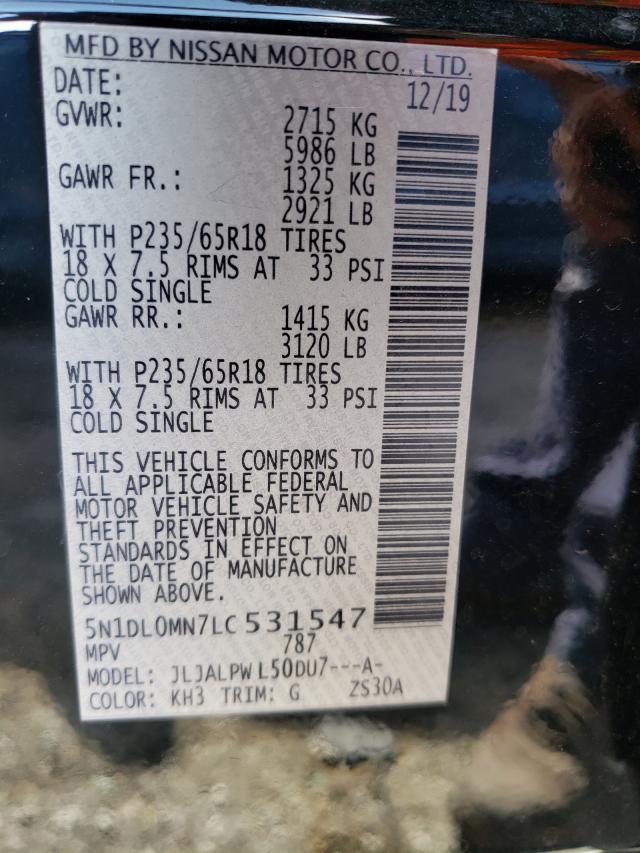 MFD BY NISSAN MOTOR CO., LTD.
DATE: 12/19
GVWR: 2715 KG
5986 LB
GAWR FR.: 1325 KG
2921 LB
WITH P235/65R18 TIRES
18 X 7.5 RIMS AT 33 PSI
COLD SINGLE
GAWR RR.: 1415 KG
3120 LB
WITH P235/65R18 TIRES
18 X 7.5 RIMS AT 33 PSI
COLD SINGLE
THIS VEHICLE CONFORMS TO
ALL APPLICABLE FEDERAL
MOTOR VEHICLE SAFETY AND
THEFT PREVENTION
STANDARDS IN EFFECT ON
THE DATE OF MANUFACTURE
SHOWN ABOVE.
5N1DL0MN7LC 531547
MPV 787
MODEL: JLJALPW L50DU7---A-
COLOR: KH3 TRIM: G ZS30A